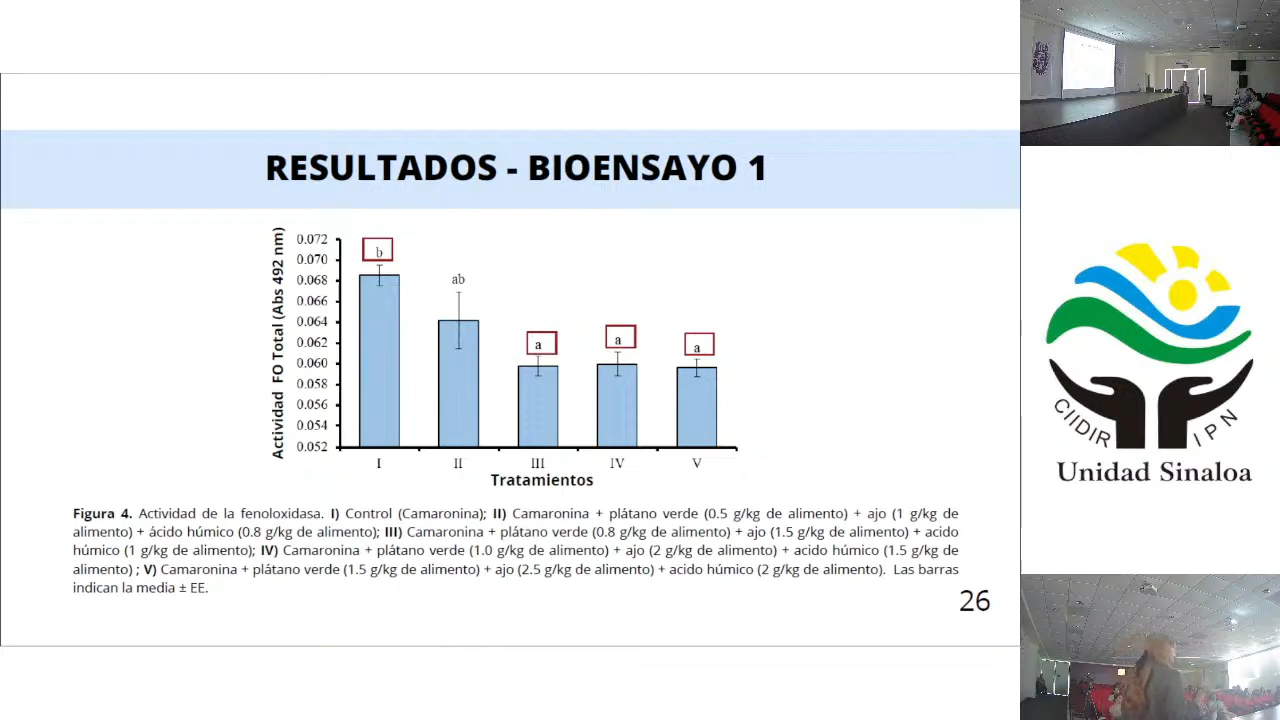 RESULTADOS - BIOENSAYO 1
Actividad FO Total (Abs 492 nm)
0.072
0.070
0.068
0.066
0.064
0.062
0.060
0.058
0.056
0.054
0.052
b
ab
a
a
a
I
II
III
IV
V
Tratamientos
Figura 4. Actividad de la fenoloxidasa. I) Control (Camaronina); II) Camaronina + plátano verde (0.5 g/kg de alimento) + ajo (1 g/kg de
alimento) + ácido húmico (0.8 g/kg de alimento); III) Camaronina + plátano verde (0.8 g/kg de alimento) + ajo (1.5 g/kg de alimento) + acido
húmico (1 g/kg de alimento); IV) Camaronina + plátano verde (1.0 g/kg de alimento) + ajo (2 g/kg de alimento) + acido húmico (1.5 g/kg de
alimento) ; V) Camaronina + plátano verde (1.5 g/kg de alimento) + ajo (2.5 g/kg de alimento) + acido húmico (2 g/kg de alimento). Las barras
indican la media ± EE.
26
CIIDIR IPN
Unidad Sinaloa